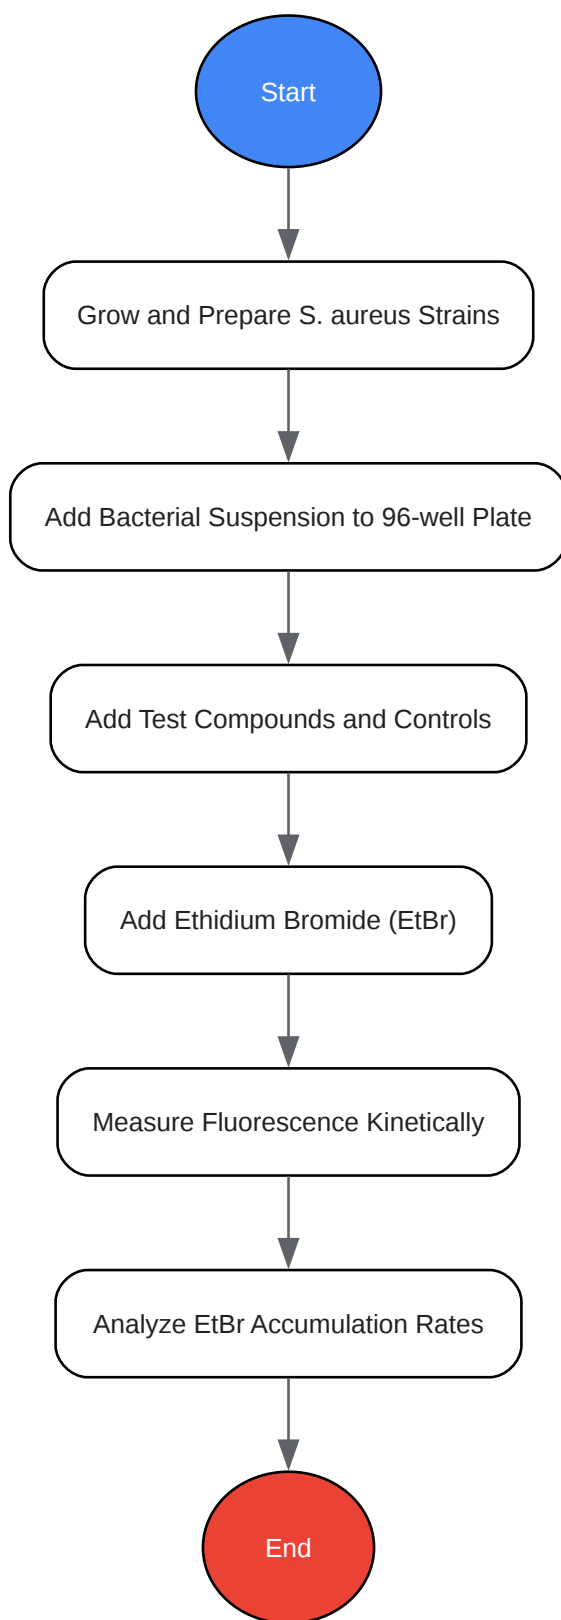 Start
Grow and Prepare S. aureus Strains
Add Bacterial Suspension to 96-well Plate
Add Test Compounds and Controls
Add Ethidium Bromide (EtBr)
Measure Fluorescence Kinetically
Analyze EtBr Accumulation Rates
End